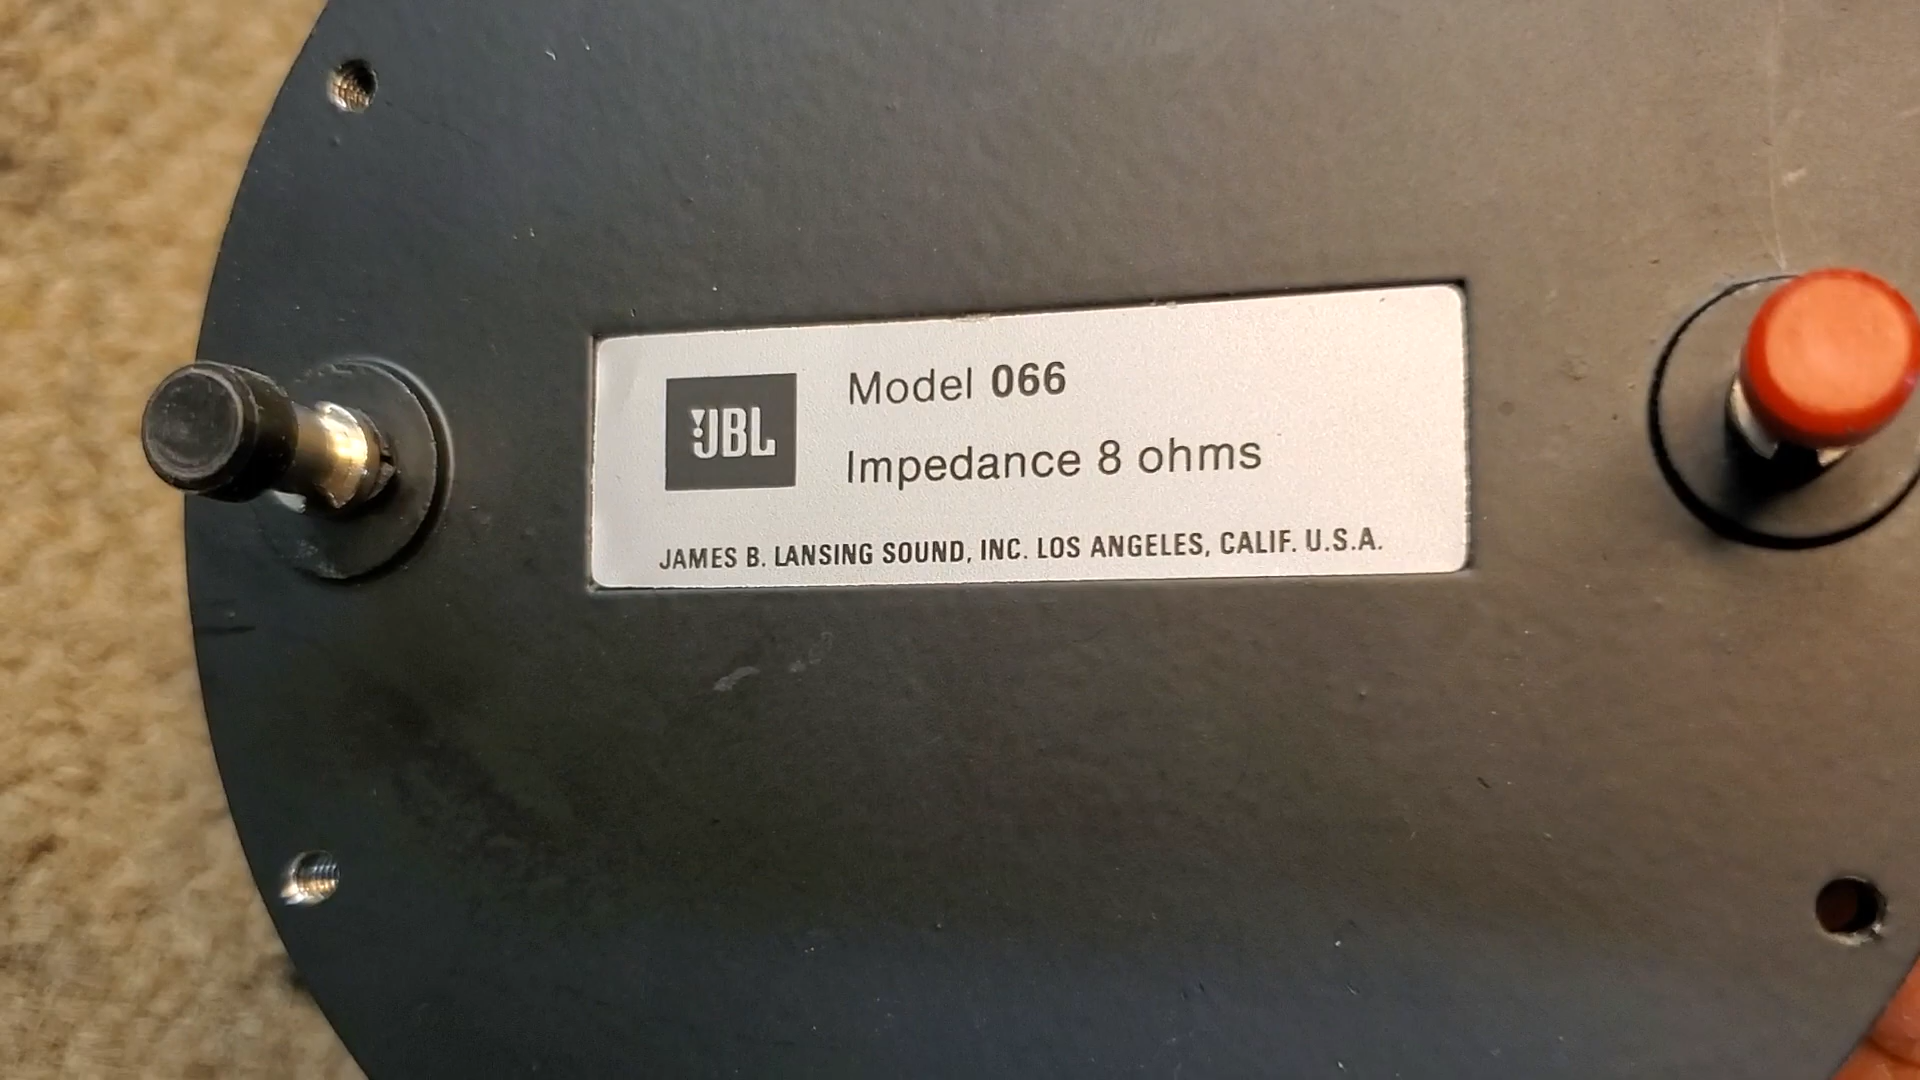 JBL
Model 066
Impedance 8 ohms
JAMES B. LANSING SOUND, INC. LOS ANGELES, CALIF. U.S.A.